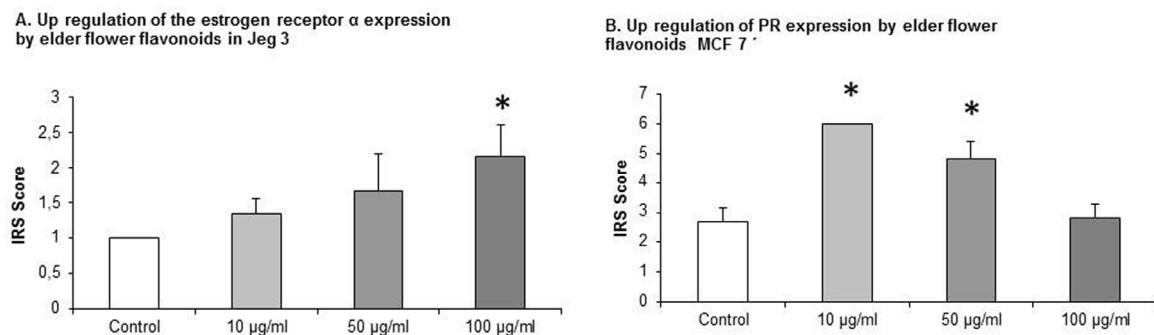 A. Up regulation of the estrogen receptor α expression
by elder flower flavonoids in Jeg 3
IRS Score
3
2,5
2
1,5
1
0,5
0
Control
10 µg/ml
50 µg/ml
100 µg/ml
*
B. Up regulation of PR expression by elder flower
flavonoids MCF 7 ´
IRS Score
7
6
5
4
3
2
1
0
Control
10 µg/ml
50 µg/ml
100 µg/ml
*
*